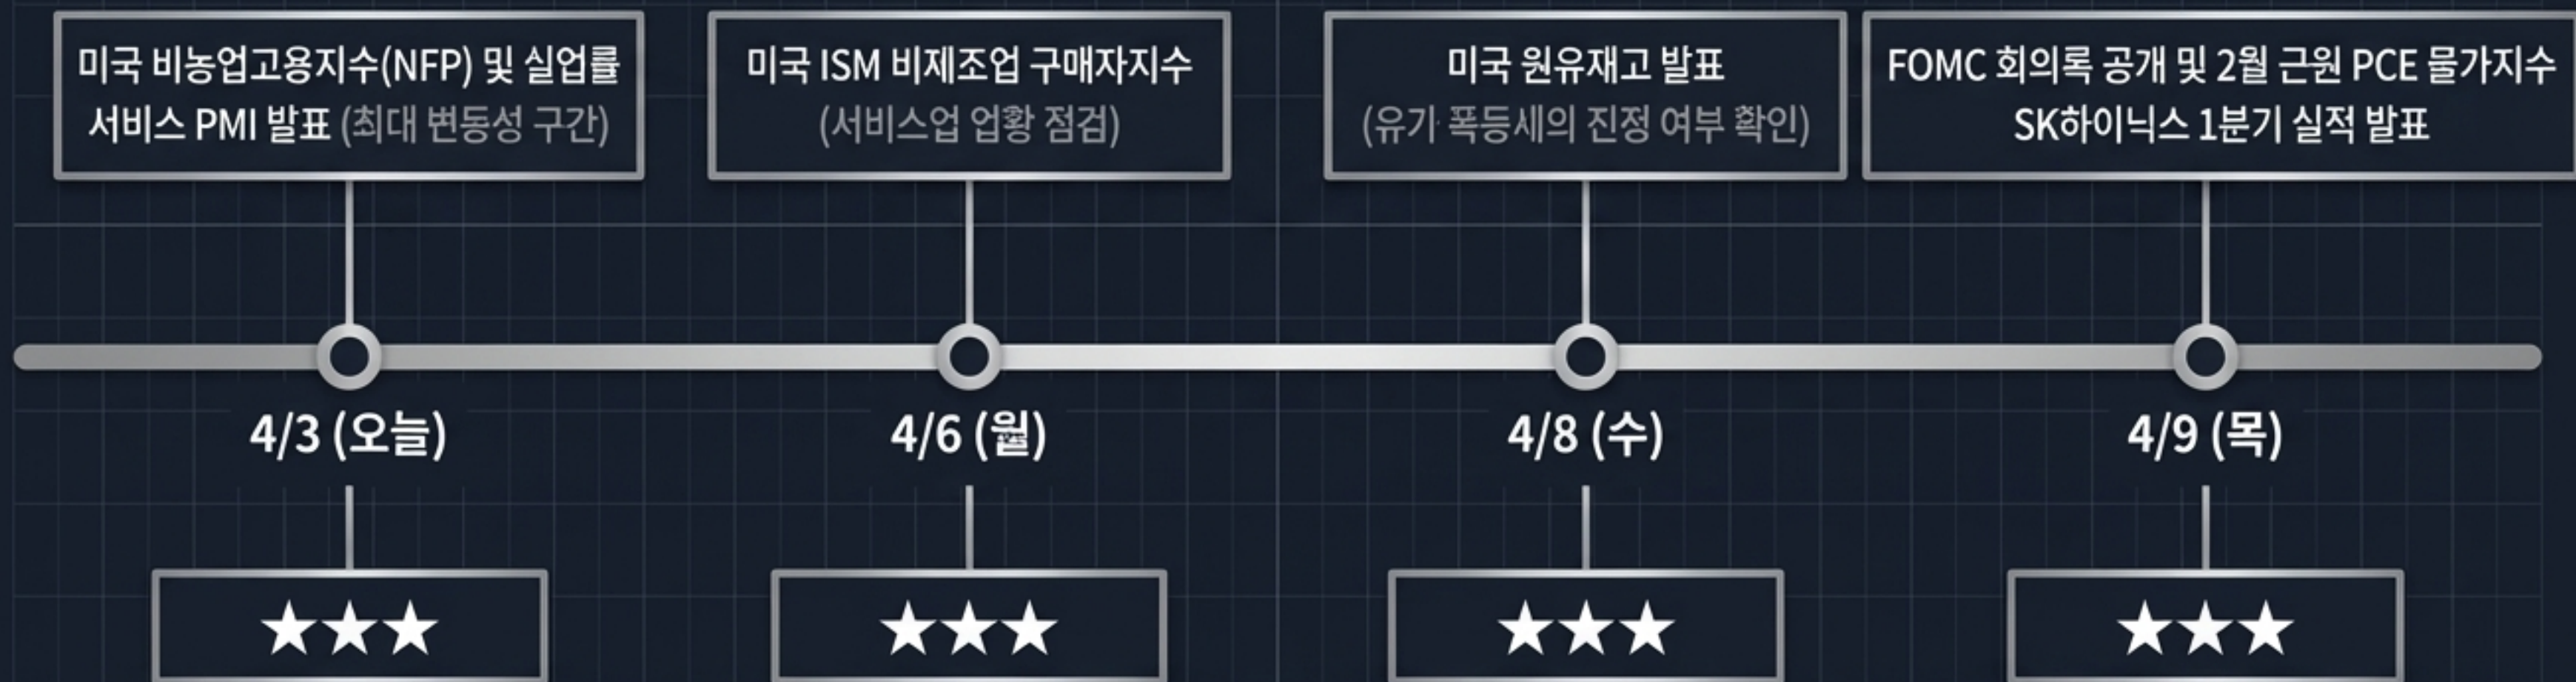 미국 비농업고용지수(NFP) 및 실업률
서비스 PMI 발표 (최대 변동성 구간)
미국 ISM 비제조업 구매자지수
(서비스업 업황 점검)
미국 원유재고 발표
(유가 폭등세의 진정 여부 확인)
FOMC 회의록 공개 및 2월 근원 PCE 물가지수
SK하이닉스 1분기 실적 발표
4/3 (오늘)
4/6 (월)
4/8 (수)
4/9 (목)
★★★
★★★
★★★
★★★